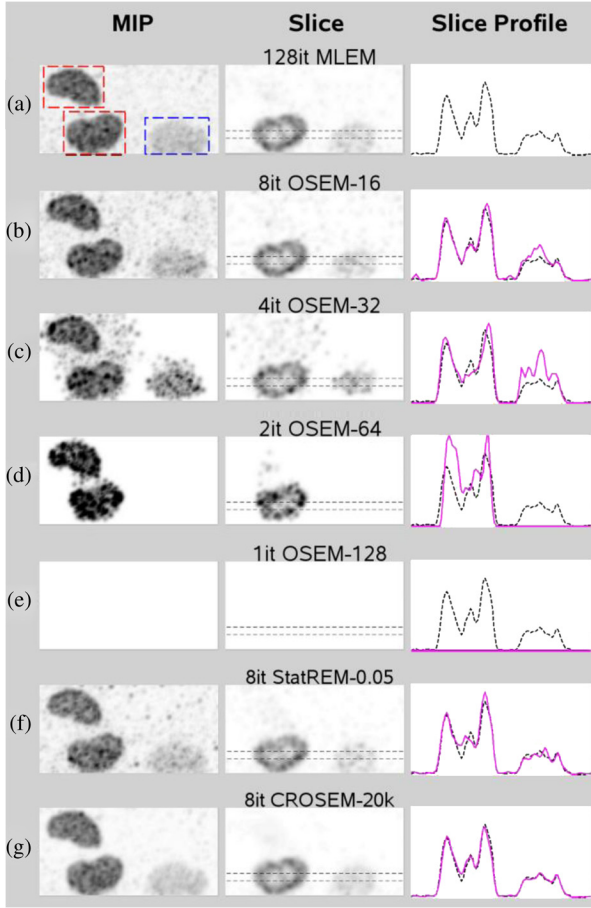 MIP Slice Slice Profile
128it MLEM
(a)
8it OSEM-16
(b)
4it OSEM-32
(c)
2it OSEM-64
(d)
1it OSEM-128
(e)
8it StatREM-0.05
(f)
8it CROSEM-20k
(g)